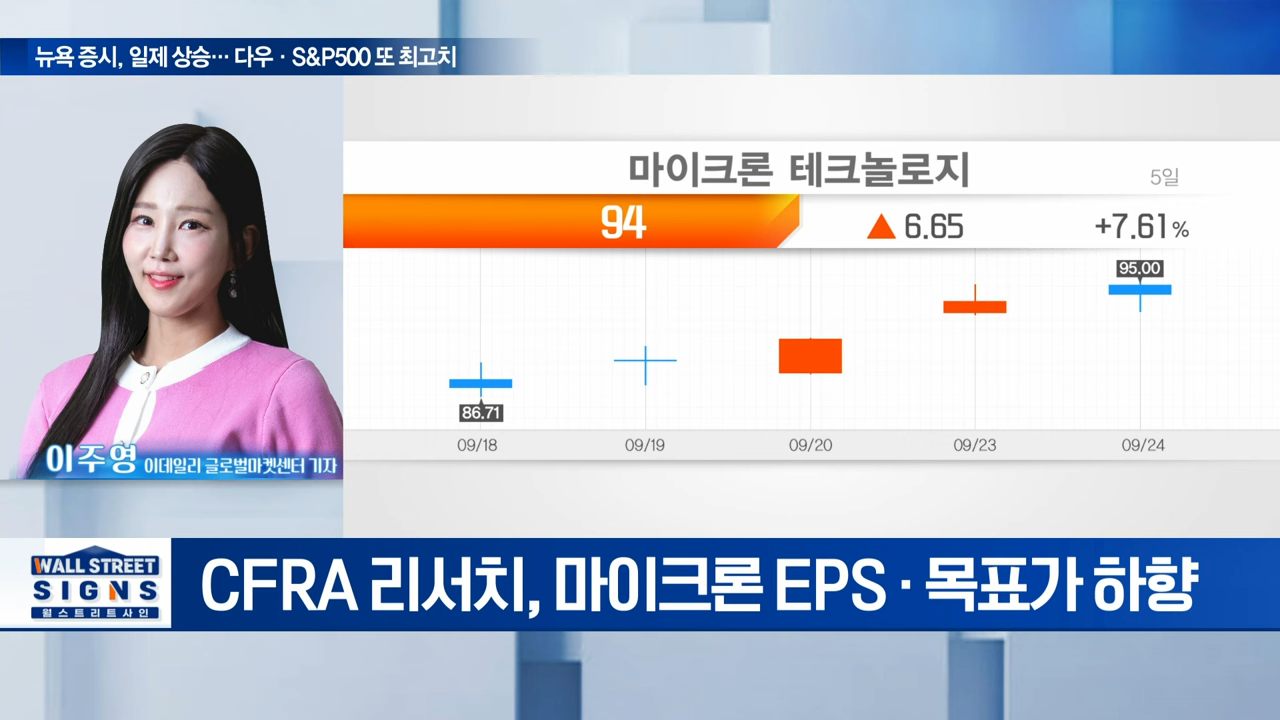 뉴욕 증시, 일제 상승… 다우 · S&P500 또 최고치
마이크론 테크놀로지
5일
94 ▲ 6.65 +7.61%
95.00
86.71
09/18 09/19 09/20 09/23 09/24
이주영 이데일리 글로벌마켓센터 기자
WALL STREET
SIGNS
월스트리트사인
CFRA 리서치, 마이크론 EPS · 목표가 하향